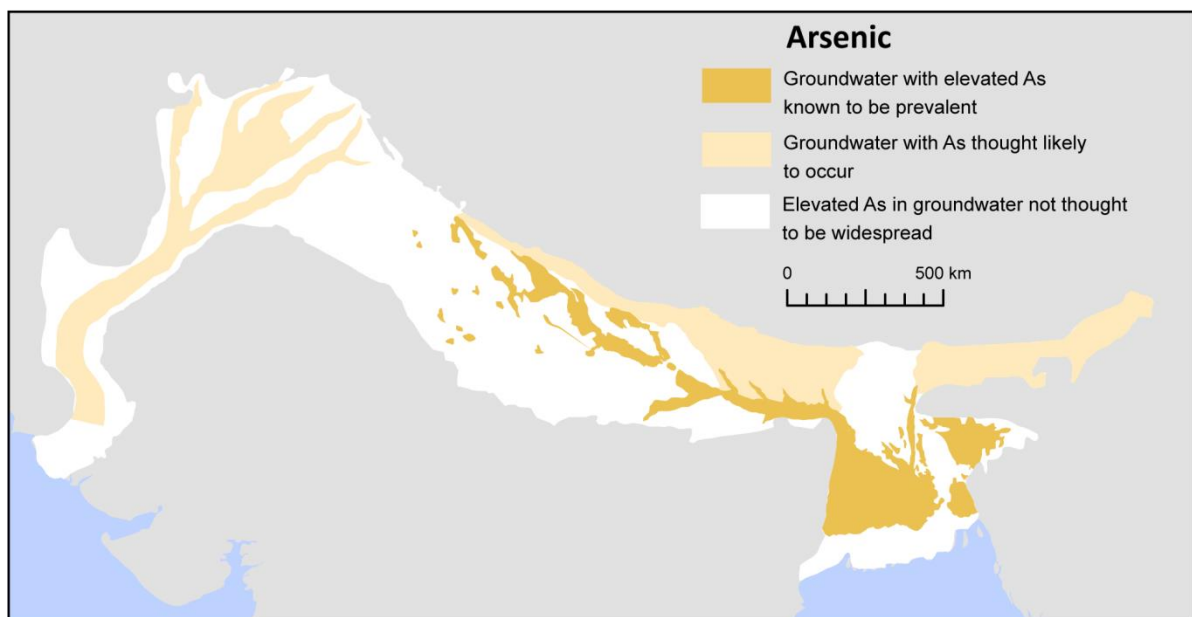 Arsenic
Groundwater with elevated As
known to be prevalent
Groundwater with As thought likely
to occur
Elevated As in groundwater not thought
to be widespread
0 500 km